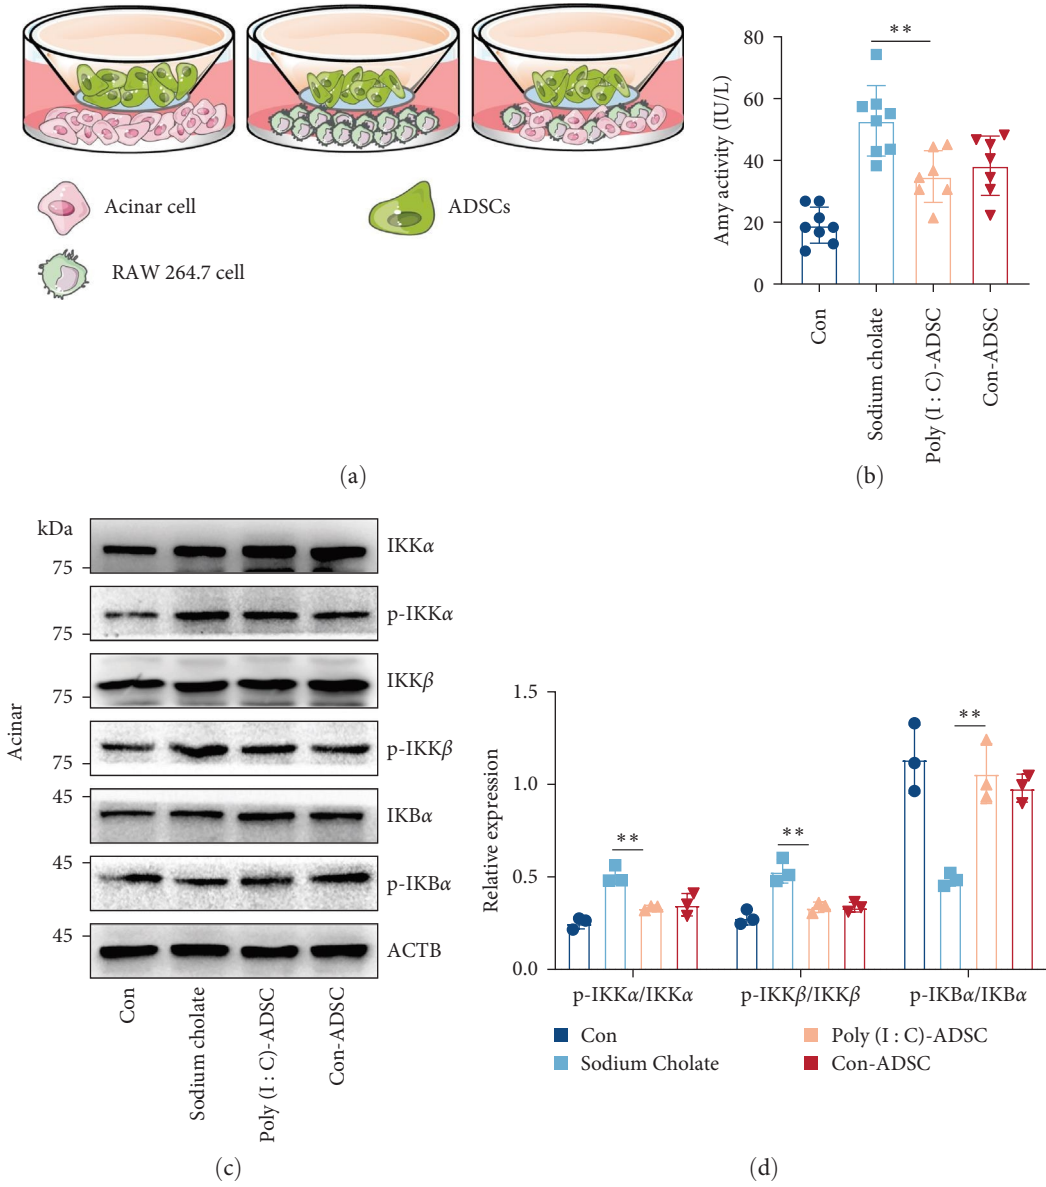 Acinar cell
ADSCs
RAW 264.7 cell
(a)
**
80
60
40
20
0
Amy activity (IU/L)
Con
Sodium cholate
Poly (I : C)-ADSC
Con-ADSC
(b)
kDa
Acinar
75
IKKα
75
p-IKKα
75
IKKβ
75
p-IKKβ
45
IKBα
45
p-IKBα
45
ACTB
Con
Sodium cholate
Poly (I : C)-ADSC
Con-ADSC
(c)
1.5
1.0
0.5
0.0
Relative expression
**
**
**
p-IKKα/IKKα
p-IKKβ/IKKβ
p-IKBα/IKBα
Con
Sodium Cholate
Poly (I : C)-ADSC
Con-ADSC
(d)